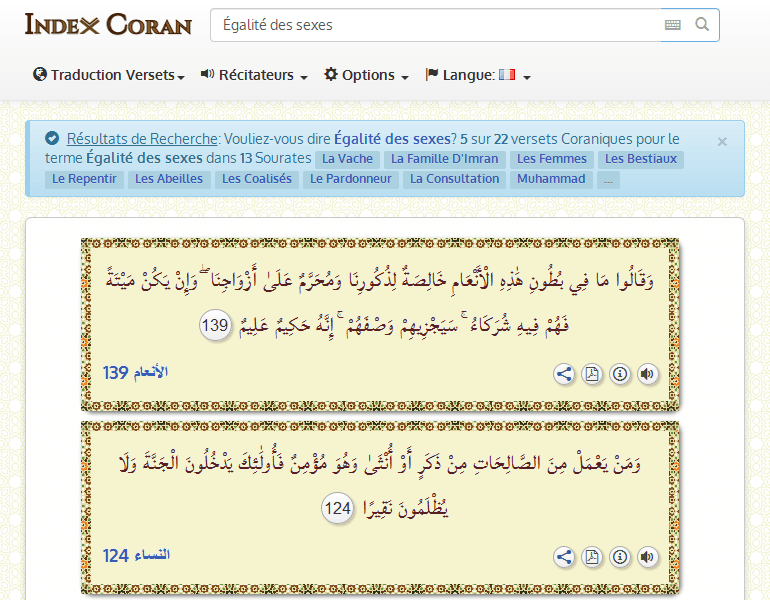 Index Coran
Égalité des sexes
Traduction Versets Récitateurs Options Langue:
Résultats de Recherche: Vouliez-vous dire Égalité des sexes? 5 sur 22 versets Coraniques pour le
terme Égalité des sexes dans 13 Sourates La Vache La Famille D'Imran Les Femmes Les Bestiaux
Le Repentir Les Abeilles Les Coalisés Le Pardonneur La Consultation Muhammad ...
×
وَقَالُوا مَا فِي بُطُونِ هَٰذِهِ الْأَنْعَامِ خَالِصَةٌ لِذُكُورِنَا وَمُحَرَّمٌ عَلَىٰ أَزْوَاجِنَا ۖ وَإِنْ يَكُنْ مَيْتَةً
فَهُمْ فِيهِ شُرَكَاءُ ۚ سَيَجْزِيهِمْ وَصْفَهُمْ ۚ إِنَّهُ حَكِيمٌ عَلِيمٌ 139
الأنعام 139
وَمَنْ يَعْمَلْ مِنَ الصَّالِحَاتِ مِنْ ذَكَرٍ أَوْ أُنْثَىٰ وَهُوَ مُؤْمِنٌ فَأُولَٰئِكَ يَدْخُلُونَ الْجَنَّةَ وَلَا
يُظْلَمُونَ نَقِيرًا 124
النساء 124